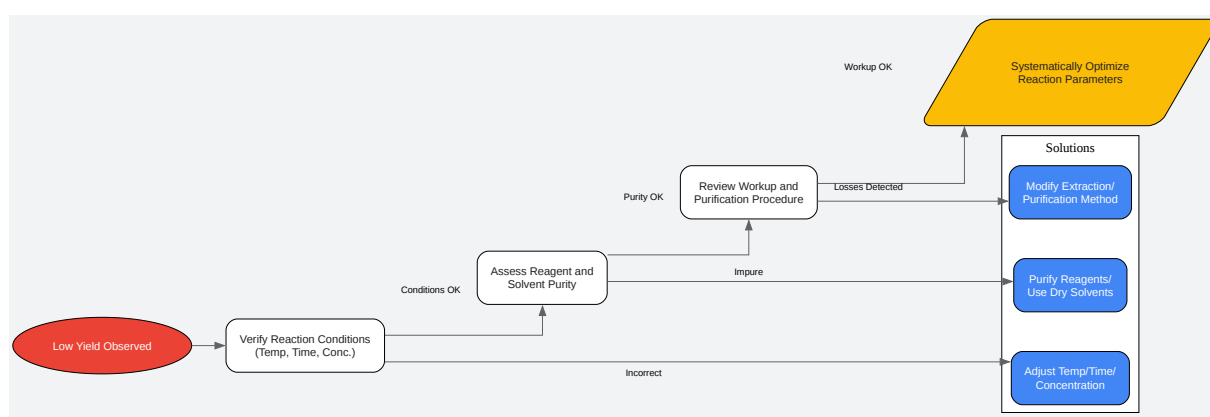 Workup OK
Systematically Optimize
Reaction Parameters
Solutions
Review Workup and
Purification Procedure
Losses Detected
Modify Extraction/
Purification Method
Purity OK
Assess Reagent and
Solvent Purity
Impure
Purify Reagents/
Use Dry Solvents
Conditions OK
Low Yield Observed
Verify Reaction Conditions
(Temp, Time, Conc.)
Incorrect
Adjust Temp/Time/
Concentration